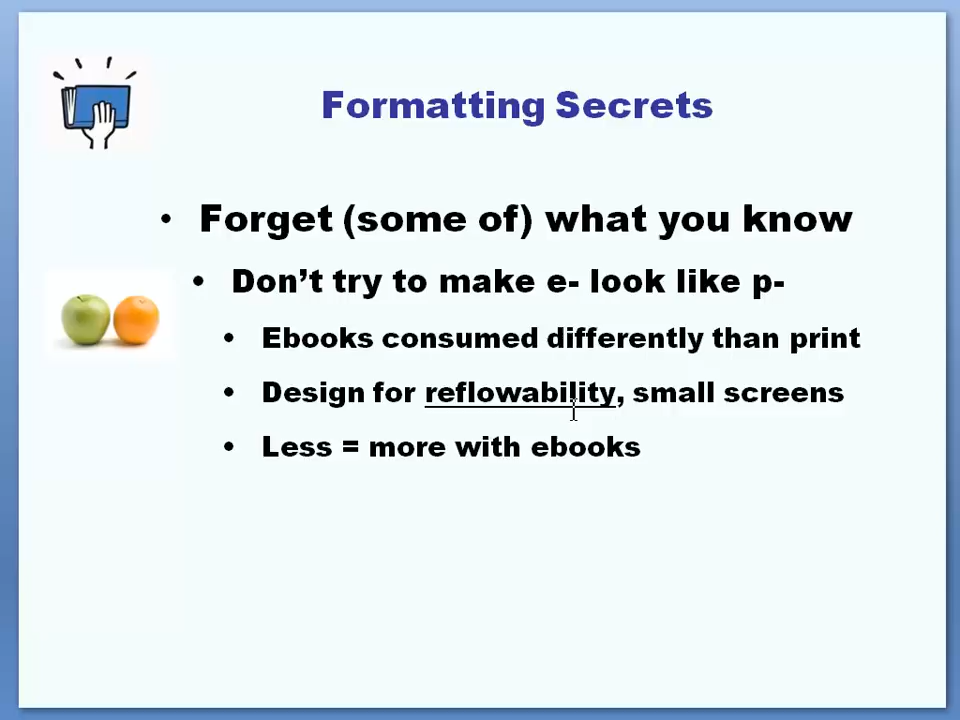 Formatting Secrets
• Forget (some of) what you know
• Don’t try to make e- look like p-
• Ebooks consumed differently than print
• Design for reflowability, small screens
• Less = more with ebooks